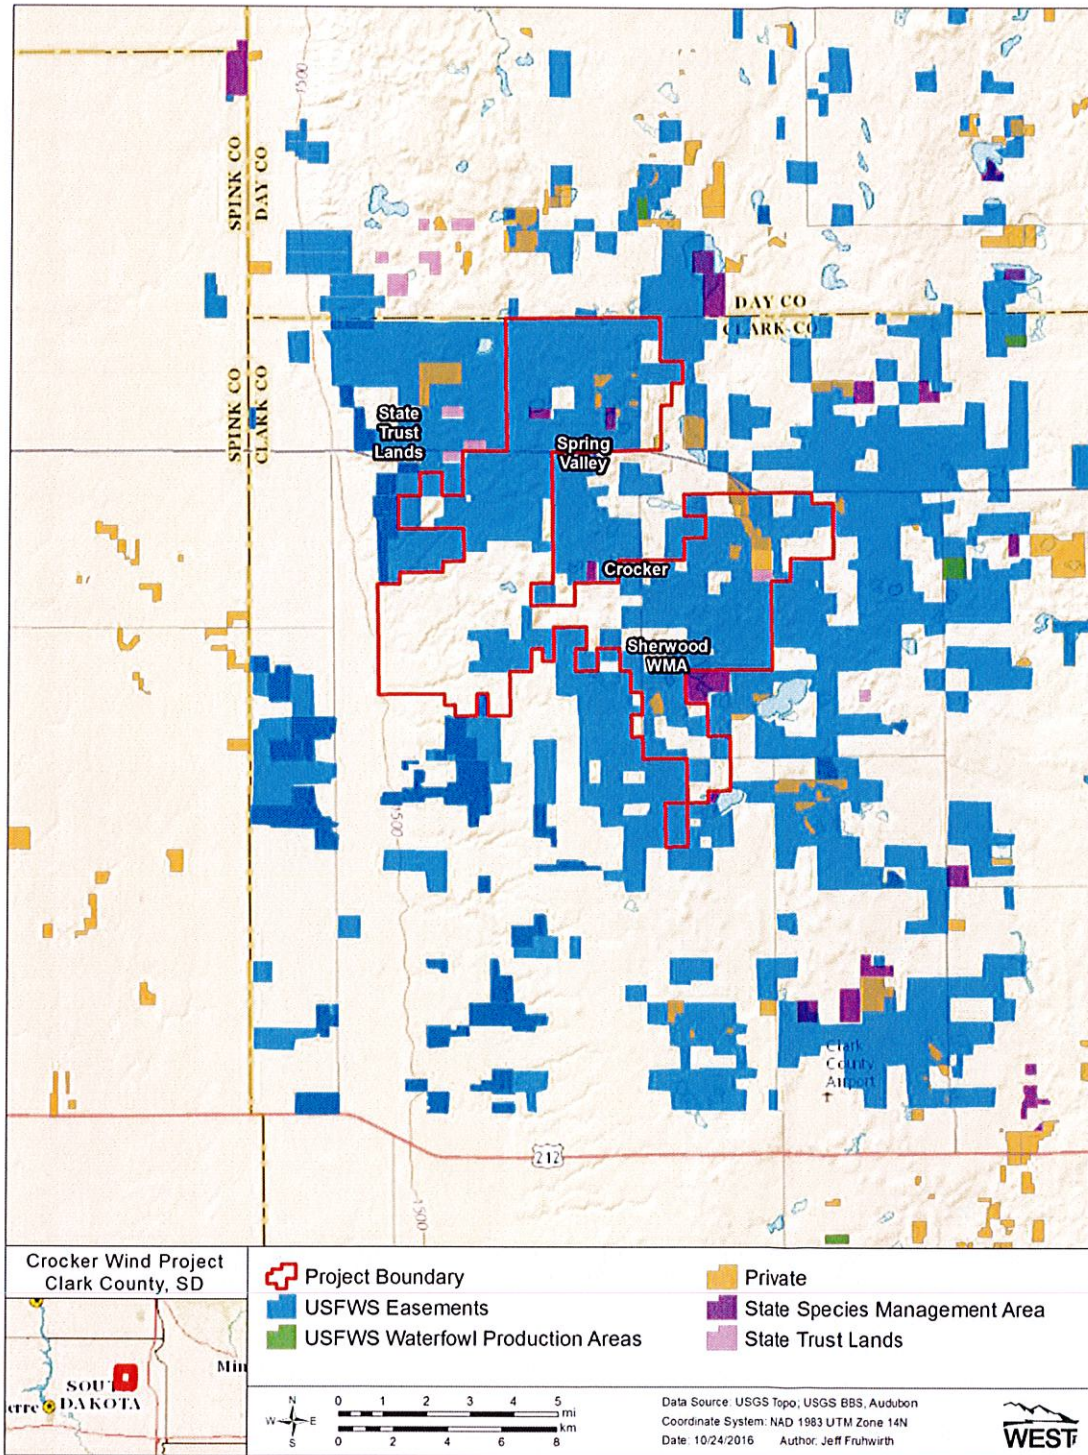 1500
SPINK CO
DAY CO
DAY CO
CLARK CO
SPINK CO
CLARK CO
State
Trust
Lands
Spring
Valley
Crocker
Sherwood
WMA
1500
Clark
County
Airport
212
1500
Crocker Wind Project
Clark County, SD
Project Boundary
USFWS Easements
USFWS Waterfowl Production Areas
Private
State Species Management Area
State Trust Lands
Min
SOUT
DAKOTA
erre
N
W E
S
0 1 2 3 4 5
mi
km
0 2 4 6 8
Data Source: USGS Topo; USGS BBS, Audubon
Coordinate System: NAD 1983 UTM Zone 14N
Date: 10/24/2016 Author: Jeff Fruhwirth
WEST